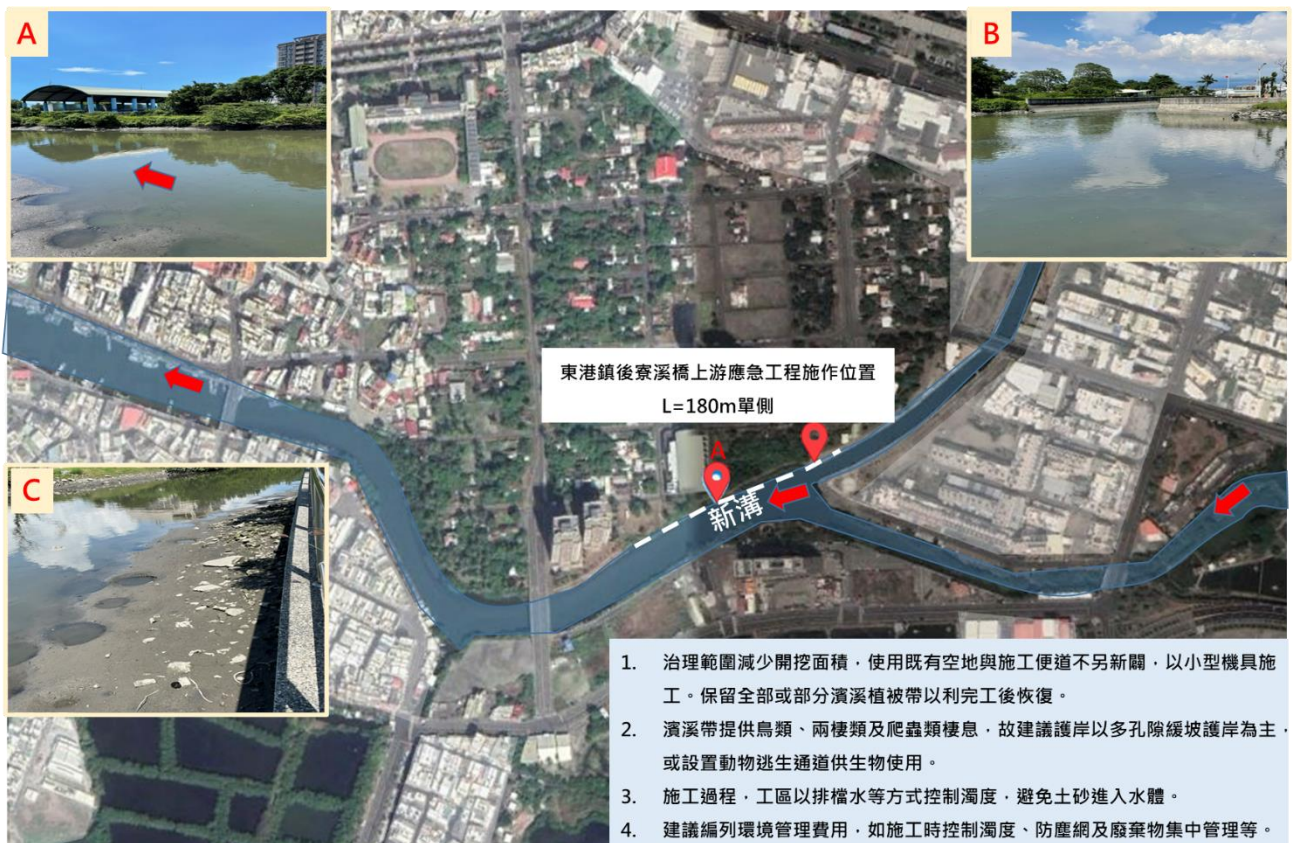 A
B
東港鎮後寮溪橋上游應急工程施作位置
L=180m單側
A
新溝
C
1. 治理範圍減少開挖面積，使用既有空地與施工便道不另新闢，以小型機具施
工。保留全部或部分濱溪植被帶以利完工後恢復。
2. 濱溪帶提供鳥類、兩棲類及爬蟲類棲息，故建議護岸以多孔隙緩坡護岸為主，
或設置動物逃生通道供生物使用。
3. 施工過程，工區以排檔水等方式控制濁度，避免土砂進入水體。
4. 建議編列環境管理費用，如施工時控制濁度、防塵網及廢棄物集中管理等。